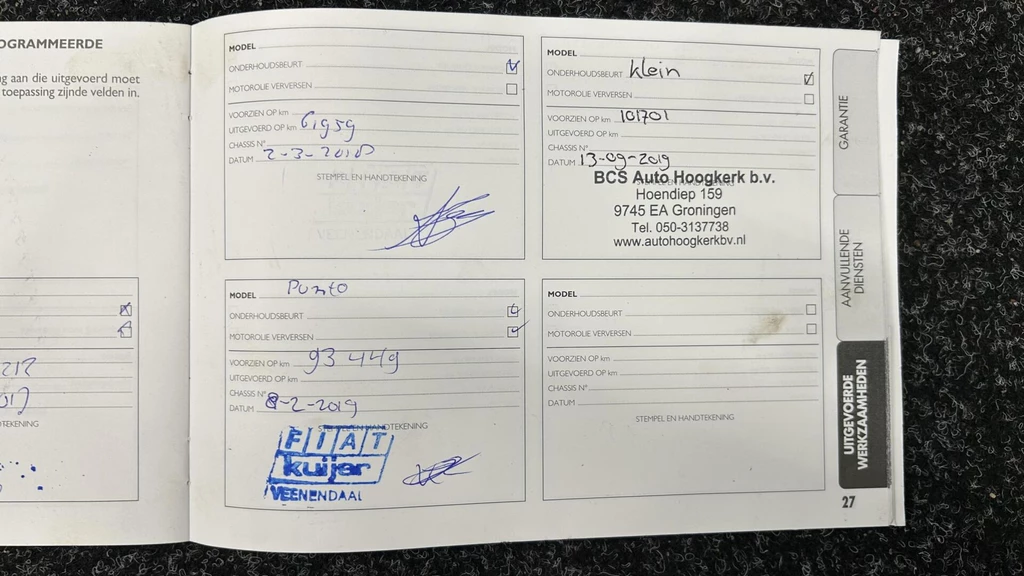 OGRAMMEERDE
g aan die uitgevoerd moet
toepassing zijnde velden in.
TEKENING
MODEL
ONDERHOUDSBEURT
MOTOROLIE VERVERSEN
VOORZIEN OP km 61959
UITGEVOERD OP km
CHASSIS N°
DATUM 2-3-2018
STEMPEL EN HANDTEKENING
MODEL Punto
ONDERHOUDSBEURT
MOTOROLIE VERVERSEN
VOORZIEN OP km 93449
UITGEVOERD OP km
CHASSIS N°
DATUM 8-2-2019
STEMPEL EN HANDTEKENING
FIAT
kuijer
VEENENDAAL
MODEL
ONDERHOUDSBEURT klein
MOTOROLIE VERVERSEN
VOORZIEN OP km 101701
UITGEVOERD OP km
CHASSIS N°
DATUM 13-09-2019
BCS Auto Hoogkerk b.v.
Hoendiep 159
9745 EA Groningen
Tel. 050-3137738
www.autohoogkerkbv.nl
MODEL
ONDERHOUDSBEURT
MOTOROLIE VERVERSEN
VOORZIEN OP km
UITGEVOERD OP km
CHASSIS N°
DATUM
STEMPEL EN HANDTEKENING
GARANTIE
AANVULLENDE
DIENSTEN
UITGEVOERDE
WERKZAAMHEDEN
27